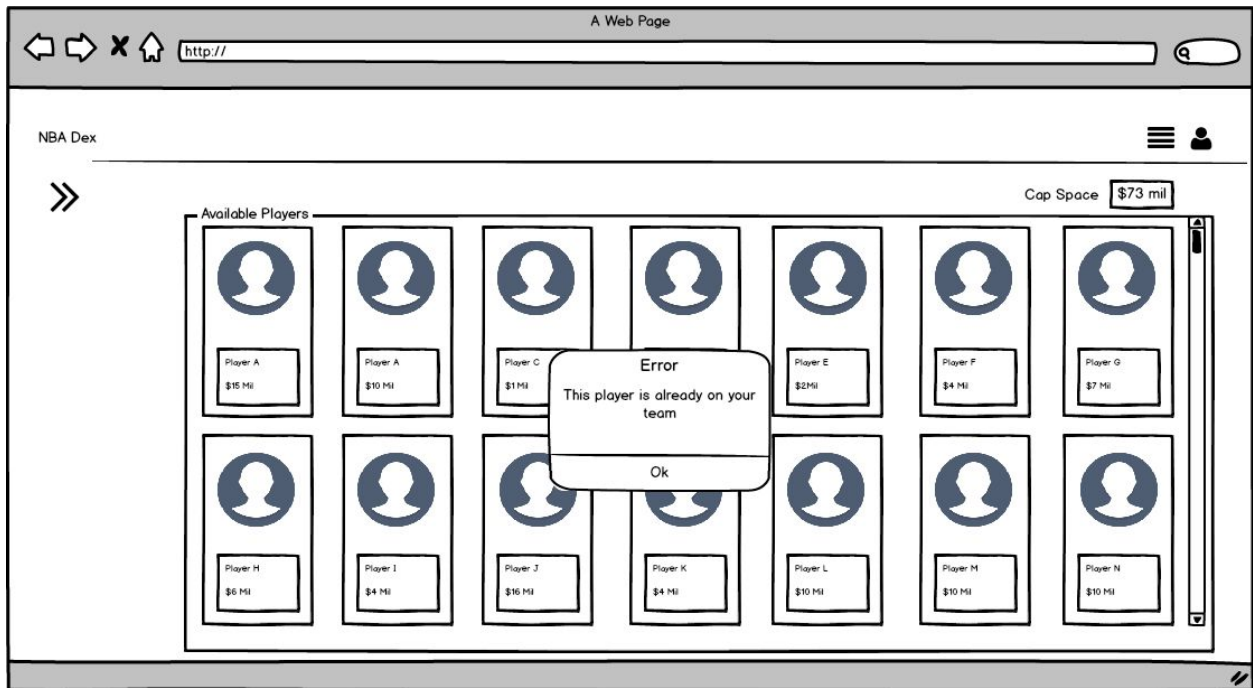 A Web Page
http://
NBA Dex
Cap Space $73 mil
Available Players
Player A
$15 Mil
Player A
$10 Mil
Player C
$1 Mil
Player E
$2Mil
Player F
$4 Mil
Player G
$7 Mil
Error
This player is already on your
team
Ok
Player H
$6 Mil
Player I
$4 Mil
Player J
$16 Mil
Player K
$4 Mil
Player L
$10 Mil
Player M
$10 Mil
Player N
$10 Mil